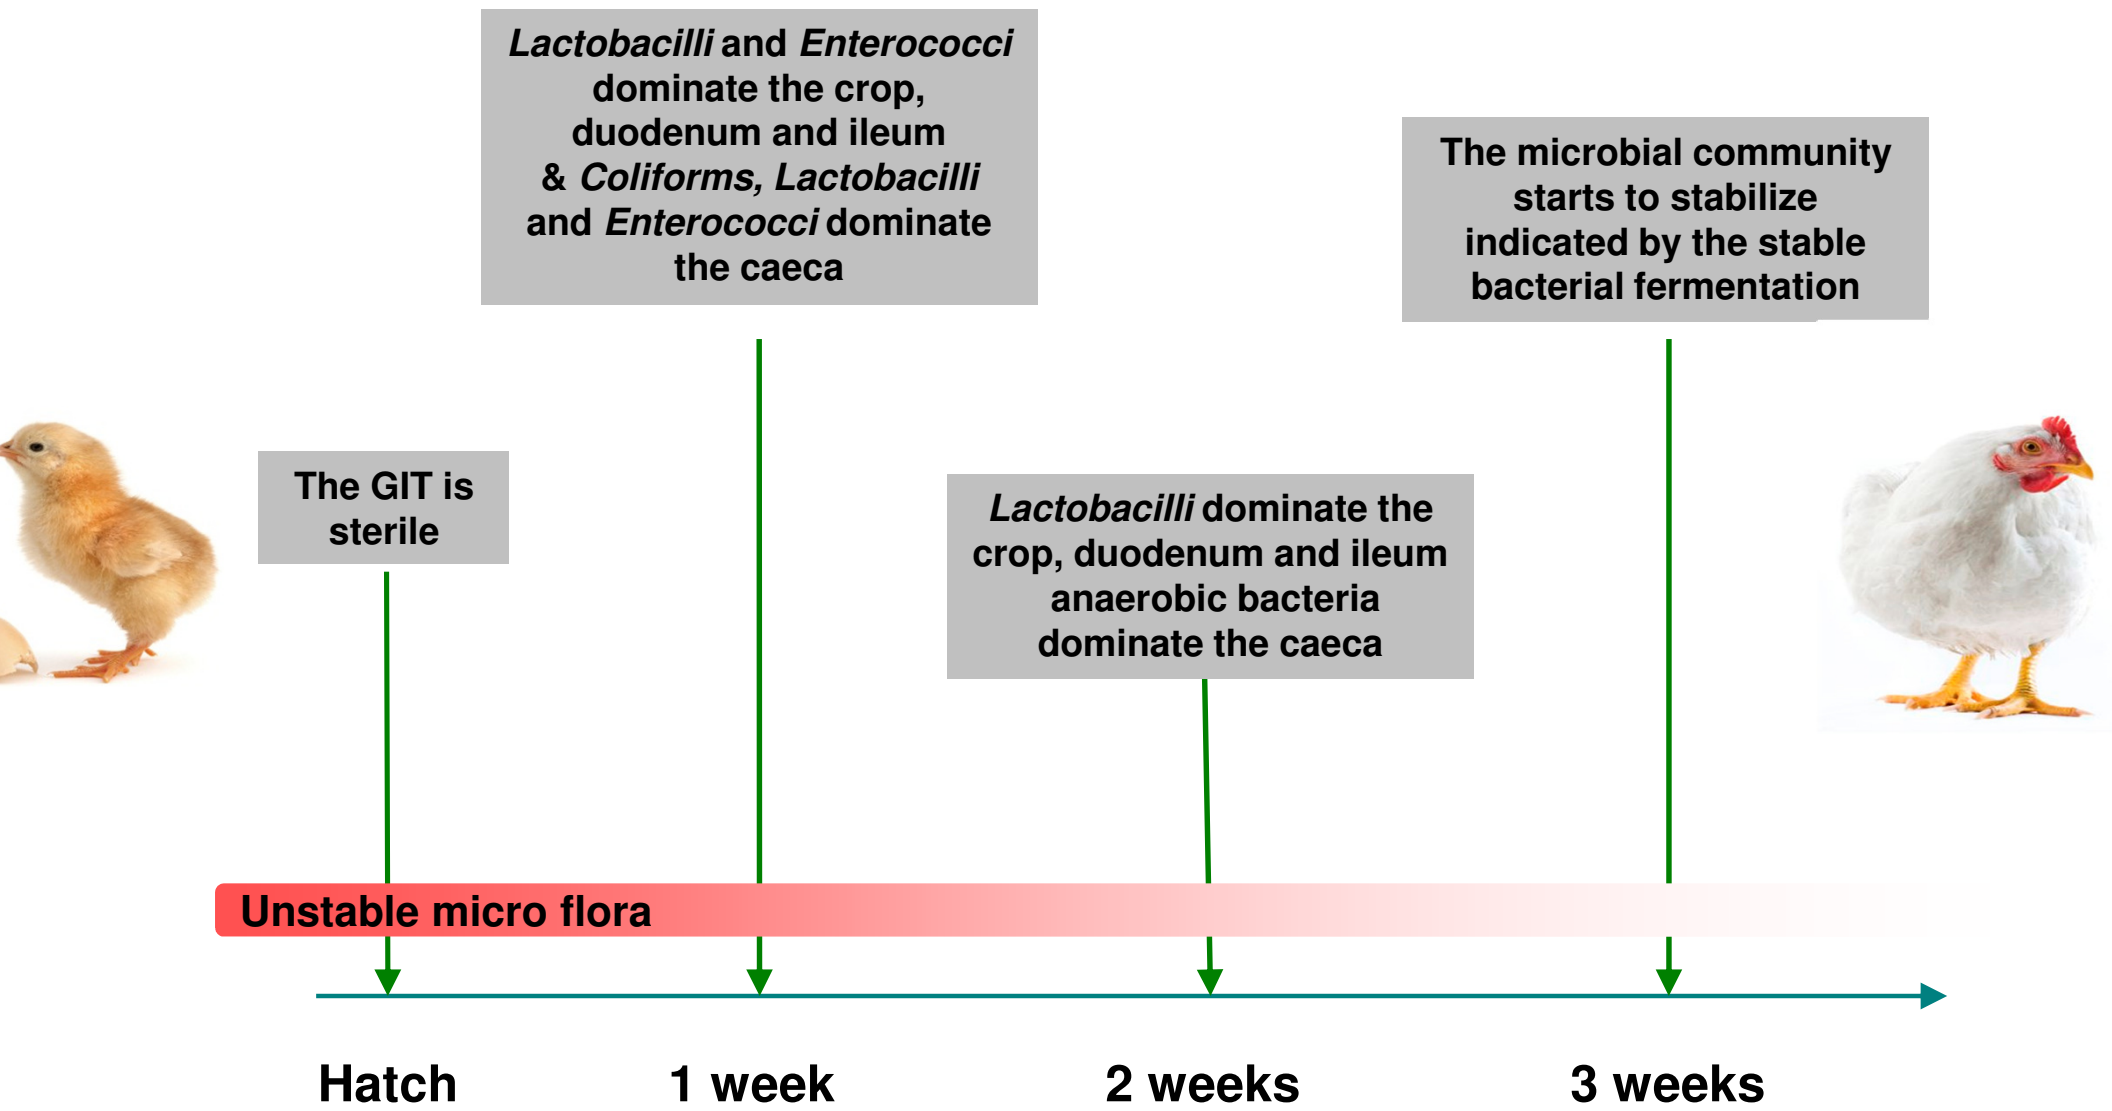 Lactobacilli and Enterococci
dominate the crop,
duodenum and ileum
& Coliforms, Lactobacilli
and Enterococci dominate
the caeca
The microbial community
starts to stabilize
indicated by the stable
bacterial fermentation
The GIT is
sterile
Lactobacilli dominate the
crop, duodenum and ileum
anaerobic bacteria
dominate the caeca
Unstable micro flora
Hatch
1 week
2 weeks
3 weeks